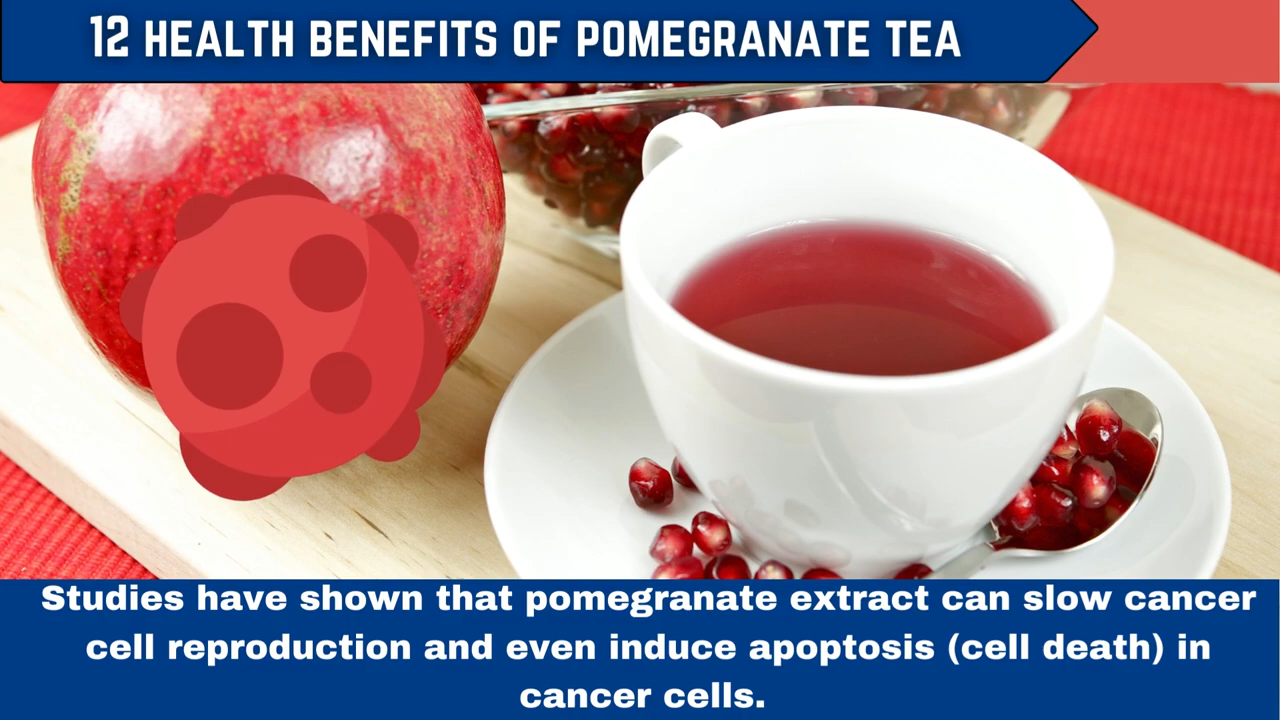 12 HEALTH BENEFITS OF POMEGRANATE TEA
Studies have shown that pomegranate extract can slow cancer
cell reproduction and even induce apoptosis (cell death) in
cancer cells.